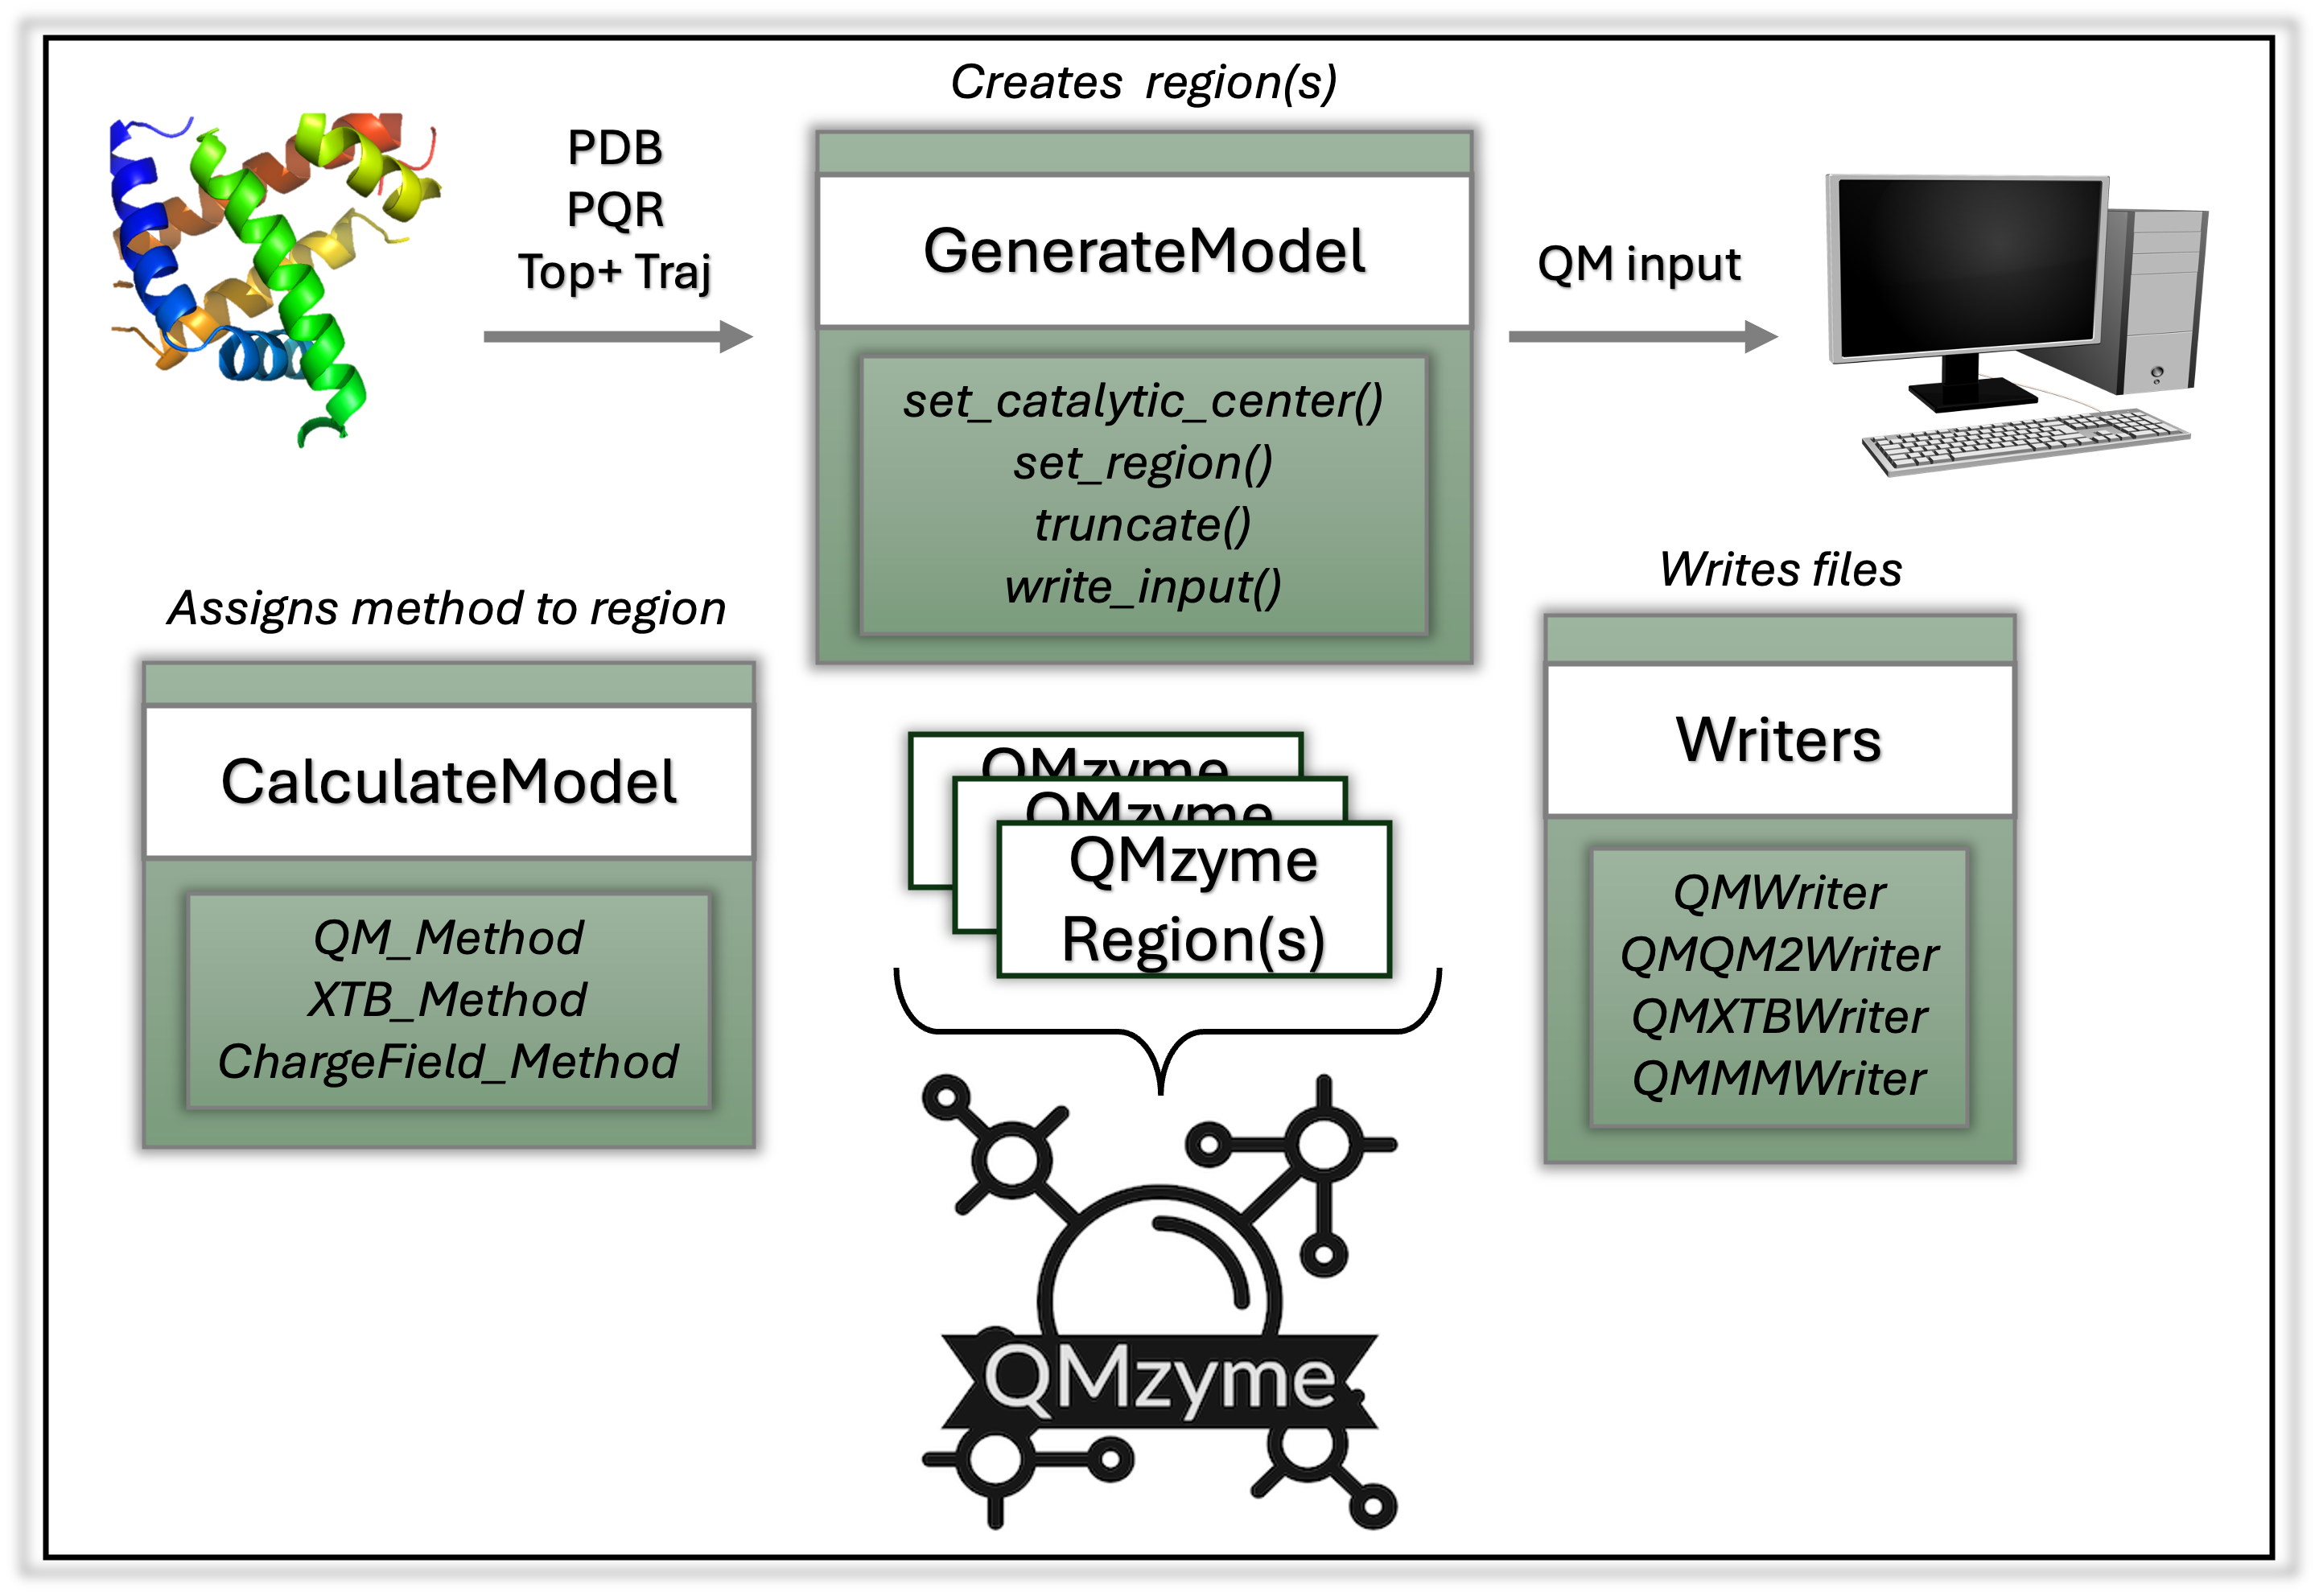 Creates region(s)
PDB
PQR
Top+ Traj
GenerateModel
QM input
set_catalytic_center()
set_region()
truncate()
write_input()
Assigns method to region
CalculateModel
QM_Method
XTB_Method
ChargeField_Method
QMzyme
QMzyme
QMzyme
Region(s)
Writes files
Writers
QMWriter
QMQM2Writer
QMXTBWriter
QMMMWriter
QMzyme